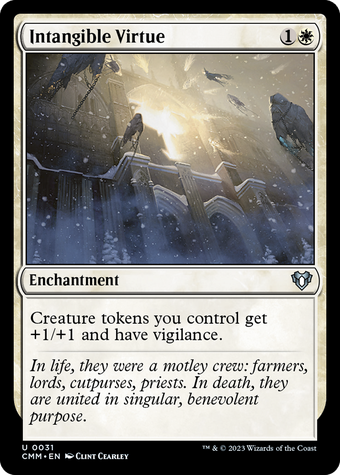 Intangible Virtue 1
Enchantment
Creature tokens you control get
+1/+1 and have vigilance.
In life, they were a motley crew: farmers,
lords, cutpurses, priests. In death, they
are united in singular, benevolent
purpose.
U 0031
CMM • EN Clint Cearley
™ & © 2023 Wizards of the Coast